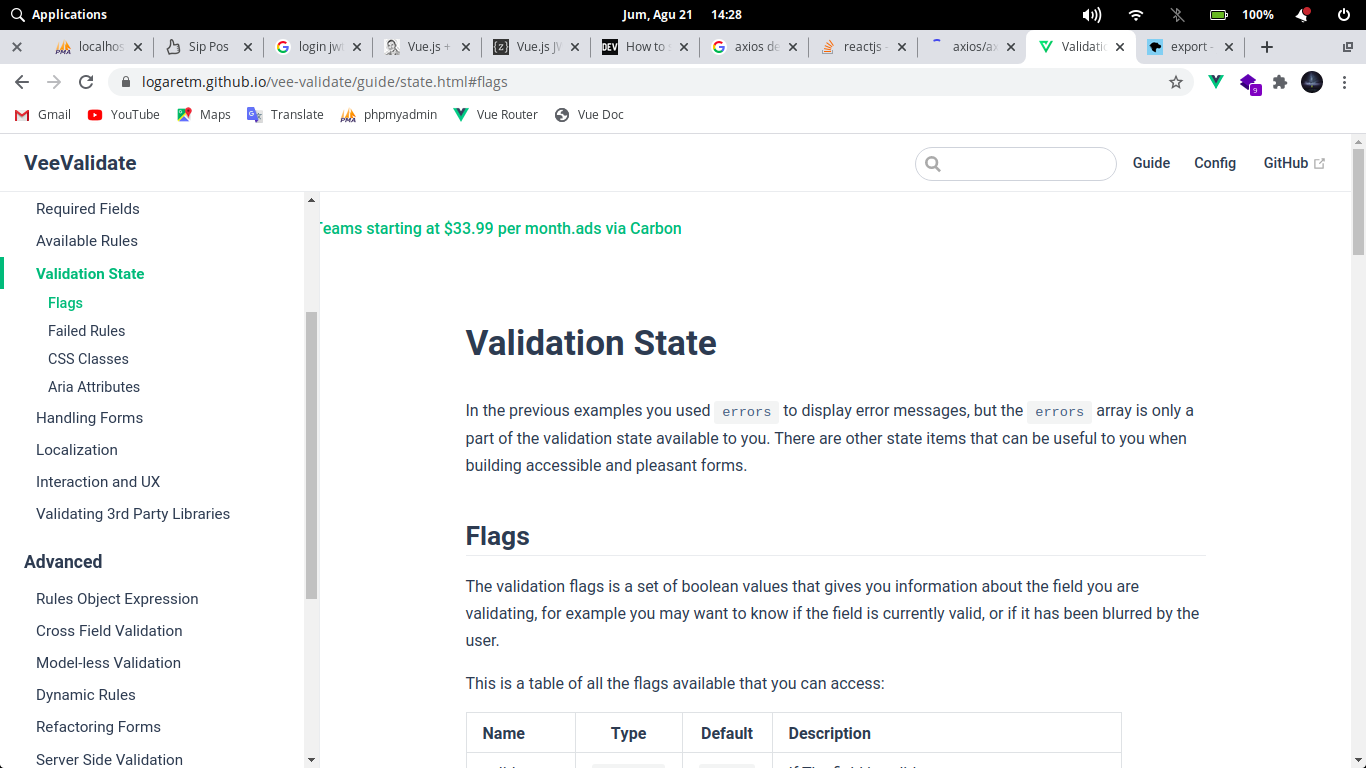 Applications
Jum, Agu 21 14:28
100%
localhos
Sip Pos
login jwt
Vue.js +
Vue.js JW
How to s
axios de
reactjs -
axios/ax
Validatio
export -
logaretm.github.io/vee-validate/guide/state.html#flags
9
Gmail
YouTube
Maps
Translate
phpmyadmin
Vue Router
Vue Doc
VeeValidate
Guide
Config
GitHub
Required Fields
Available Rules
Validation State
Flags
Failed Rules
CSS Classes
Aria Attributes
Handling Forms
Localization
Interaction and UX
Validating 3rd Party Libraries
Advanced
Rules Object Expression
Cross Field Validation
Model-less Validation
Dynamic Rules
Refactoring Forms
Server Side Validation
Teams starting at $33.99 per month.ads via Carbon
Validation State
In the previous examples you used errors to display error messages, but the errors array is only a
part of the validation state available to you. There are other state items that can be useful to you when
building accessible and pleasant forms.
Flags
The validation flags is a set of boolean values that gives you information about the field you are
validating, for example you may want to know if the field is currently valid, or if it has been blurred by the
user.
This is a table of all the flags available that you can access:
Name Type Default Description